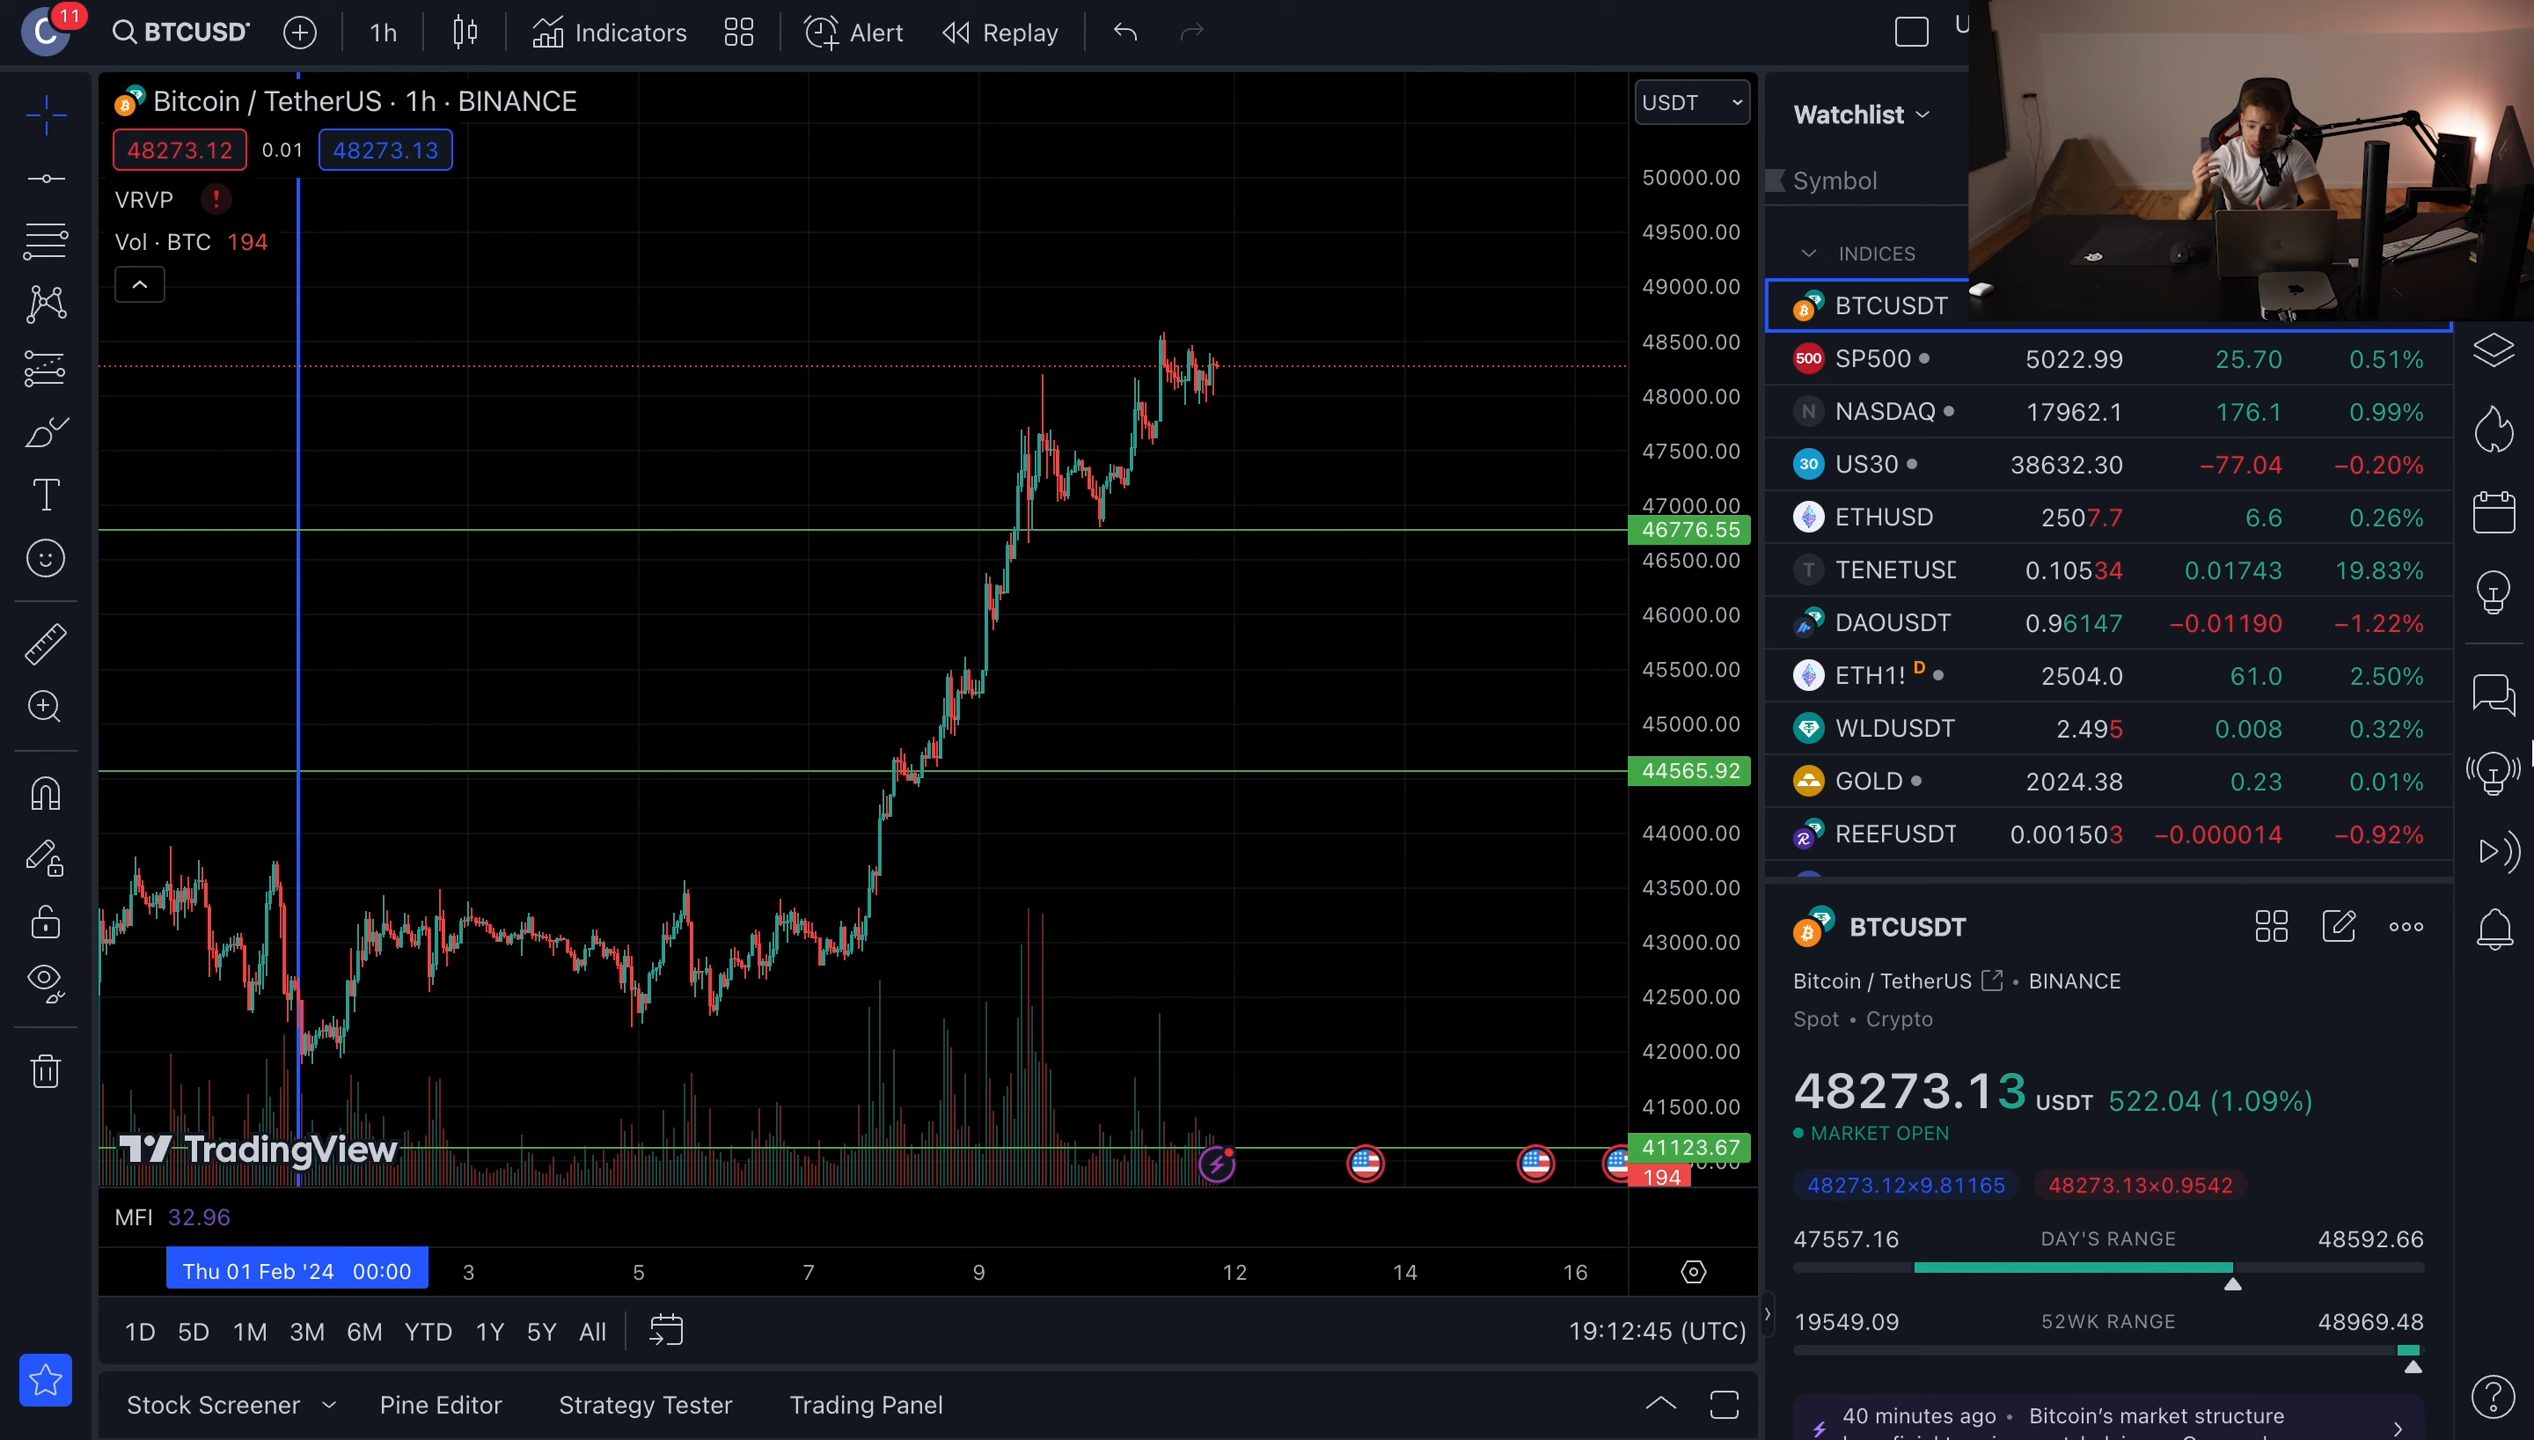 C 11 BTCUSDT 1h Indicators Alert Replay
Bitcoin / TetherUS · 1h · BINANCE
48273.12 0.01 48273.13
VRVP !
Vol · BTC 194
USDT
50000.00
49500.00
49000.00
48500.00
48000.00
47500.00
47000.00
46776.55
46500.00
46000.00
45500.00
45000.00
44565.92
44000.00
43500.00
43000.00
42500.00
42000.00
41500.00
41123.67
194
TradingView
MFI 32.96
Thu 01 Feb '24 00:00 3 5 7 9 12 14 16
1D 5D 1M 3M 6M YTD 1Y 5Y All 19:12:45 (UTC)
Stock Screener Pine Editor Strategy Tester Trading Panel
Watchlist
Symbol
INDICES
BTCUSDT
500 SP500 5022.99 25.70 0.51%
N NASDAQ 17962.1 176.1 0.99%
30 US30 38632.30 −77.04 −0.20%
ETHUSD 2507.7 6.6 0.26%
T TENETUSD 0.10534 0.01743 19.83%
DAOUSDT 0.96147 −0.01190 −1.22%
ETH1! D 2504.0 61.0 2.50%
WLDUSDT 2.495 0.008 0.32%
GOLD 2024.38 0.23 0.01%
REEFUSDT 0.001503 −0.000014 −0.92%
BTCUSDT
Bitcoin / TetherUS • BINANCE
Spot • Crypto
48273.13 USDT 522.04 (1.09%)
MARKET OPEN
48273.12×9.81165 48273.13×0.9542
47557.16 DAY'S RANGE 48592.66
19549.09 52WK RANGE 48969.48
40 minutes ago • Bitcoin's market structure